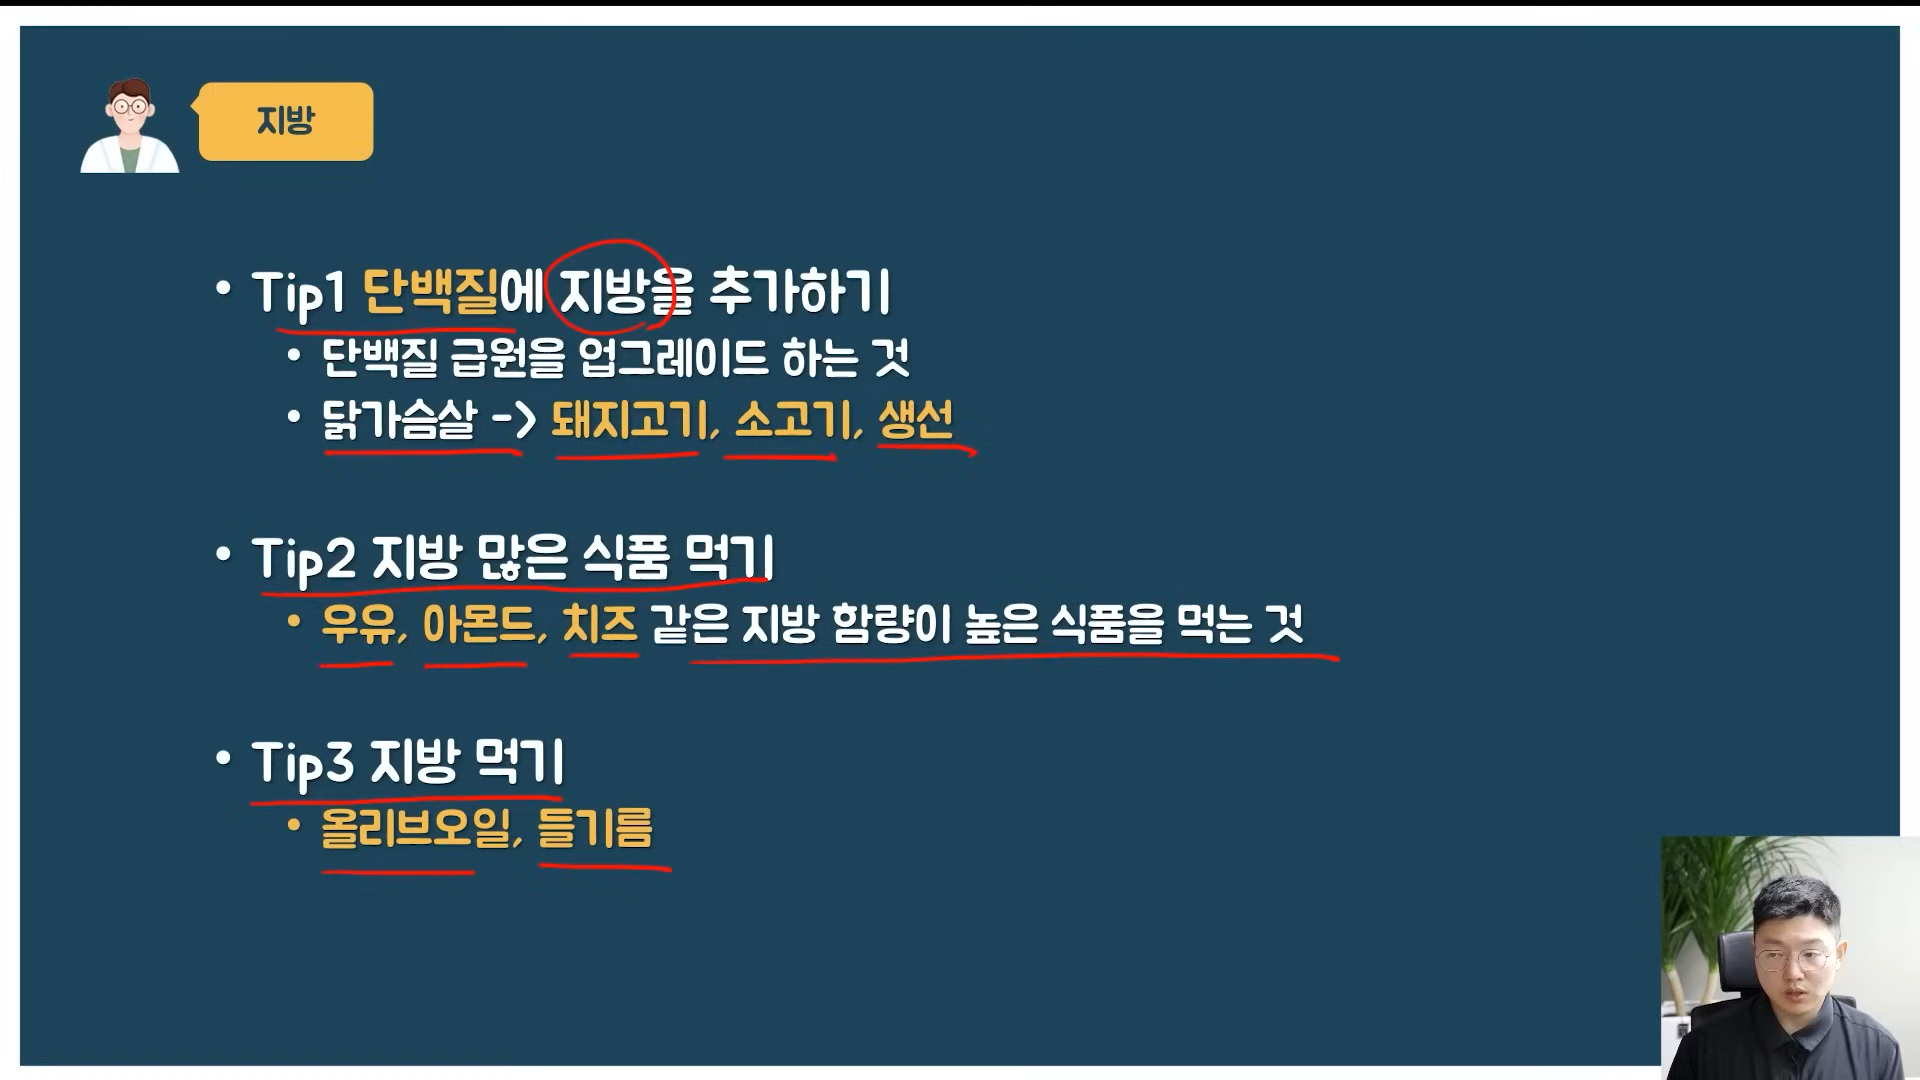 지방
• Tip1 단백질에 지방을 추가하기
• 단백질 급원을 업그레이드 하는 것
• 닭가슴살 -> 돼지고기, 소고기, 생선
• Tip2 지방 많은 식품 먹기
• 우유, 아몬드, 치즈 같은 지방 함량이 높은 식품을 먹는 것
• Tip3 지방 먹기
• 올리브오일, 들기름